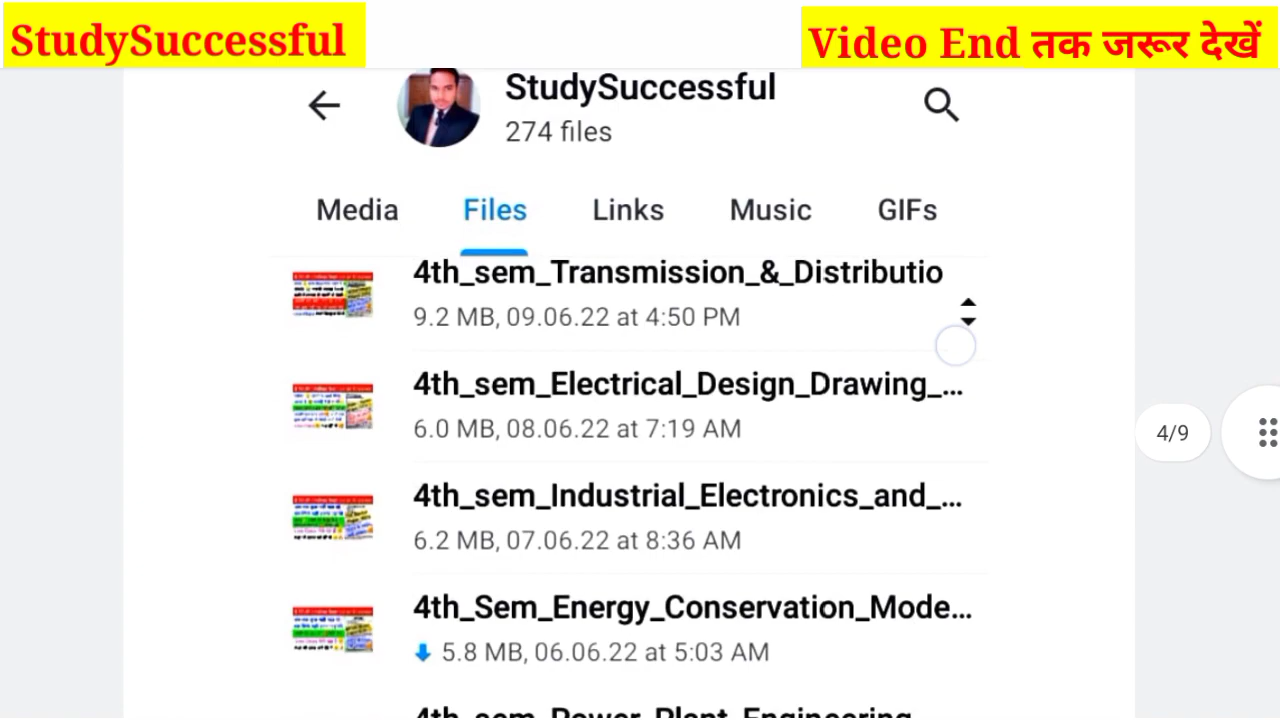 StudySuccessful
Video End तक जरूर देखें
StudySuccessful
274 files
Media Files Links Music GIFs
4th_sem_Transmission_&_Distributio
9.2 MB, 09.06.22 at 4:50 PM
4th_sem_Electrical_Design_Drawing_...
6.0 MB, 08.06.22 at 7:19 AM
4th_sem_Industrial_Electronics_and_...
6.2 MB, 07.06.22 at 8:36 AM
4/9
4th_Sem_Energy_Conservation_Mode...
5.8 MB, 06.06.22 at 5:03 AM
4th_sem_Power_Plant_Engineering